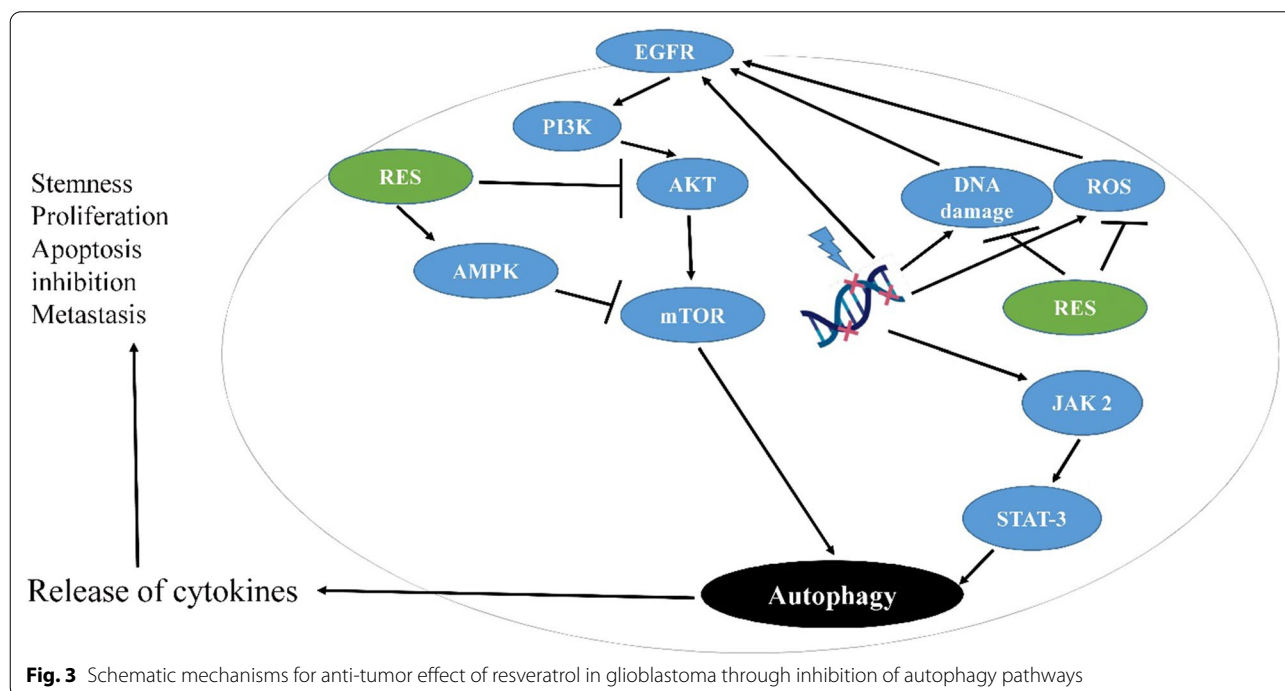 EGFR
PI3K
RES
AKT
DNA
damage
ROS
Stemness
Proliferation
Apoptosis
inhibition
Metastasis
AMPK
mTOR
RES
JAK 2
STAT-3
Release of cytokines
Autophagy
Fig. 3 Schematic mechanisms for anti-tumor effect of resveratrol in glioblastoma through inhibition of autophagy pathways